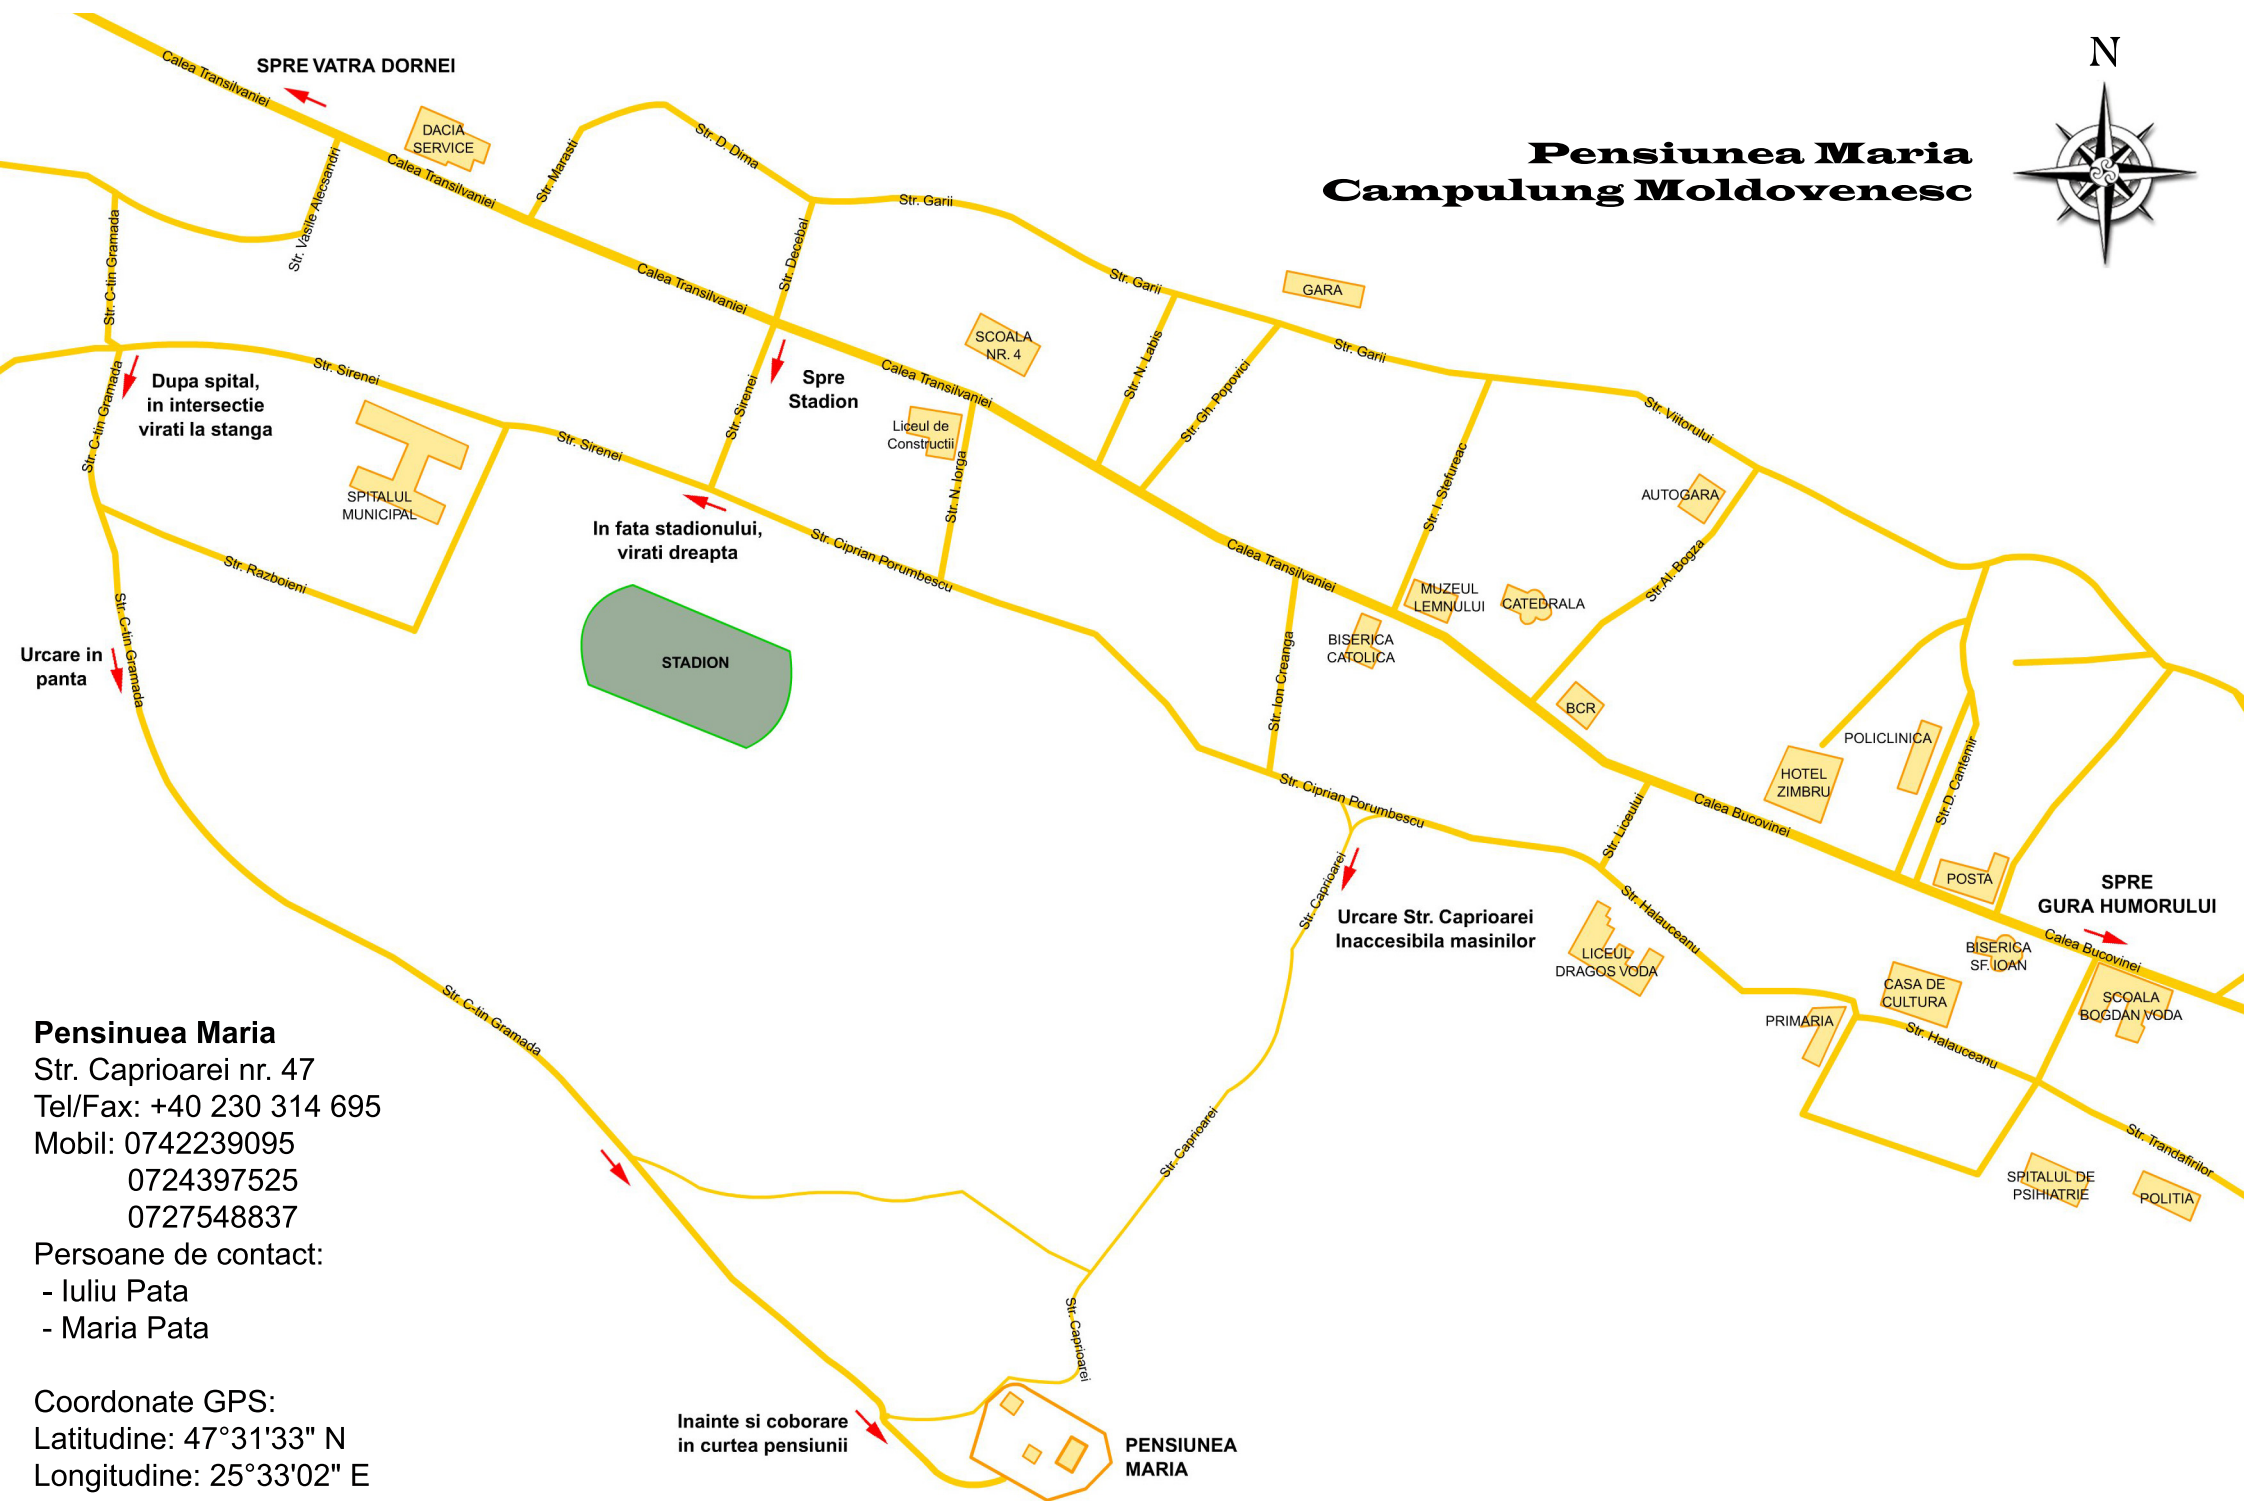 N
Pensiunea Maria
Campulung Moldovenesc
SPRE VATRA DORNEI
Calea Transilvaniei
DACIA
SERVICE
Calea Transilvaniei
Str. Vasile Alecsandri
Str. Marasti
Str. D. Dima
Str. Garii
Str. C-tin Gramada
Str. Decebal
Calea Transilvaniei
Str. Garii
GARA
SCOALA
NR. 4
Str. N. Labis
Str. Garii
Str. Gh. Popovici
Str. Sirenei
Dupa spital,
in intersectie
virati la stanga
Str. C-tin Gramada
Str. Sirenei
Spre
Stadion
Calea Transilvaniei
Liceul de
Constructii
Str. Viitorului
Str. Sirenei
Str. N. Iorga
Str. I. Stefureac
AUTOGARA
SPITALUL
MUNICIPAL
In fata stadionului,
virati dreapta
Str. Ciprian Porumbescu
Calea Transilvaniei
Str.Al. Bogza
Str. Razboieni
MUZEUL
LEMNULUI
CATEDRALA
BISERICA
CATOLICA
Str. C-tin Gramada
Urcare in
panta
STADION
Str. Ion Creanga
BCR
POLICLINICA
HOTEL
ZIMBRU
Str.D. Cantemir
Str. Ciprian Porumbescu
Str. Liceului
Calea Bucovinei
POSTA
SPRE
GURA HUMORULUI
Str. Caprioarei
Urcare Str. Caprioarei
Inaccesibila masinilor
Str. Halauceanu
LICEUL
DRAGOS VODA
BISERICA
SF. IOAN
Calea Bucovinei
CASA DE
CULTURA
SCOALA
BOGDAN VODA
PRIMARIA
Str. Halauceanu
Str. C-tin Gramada
Str. Caprioarei
Str. Trandafirilor
SPITALUL DE
PSIHIATRIE
POLITIA
Str. Caprioarei
Pensinuea Maria
Str. Caprioarei nr. 47
Tel/Fax: +40 230 314 695
Mobil: 0742239095
0724397525
0727548837
Persoane de contact:
- Iuliu Pata
- Maria Pata
Coordonate GPS:
Latitudine: 47°31'33" N
Longitudine: 25°33'02" E
Inainte si coborare
in curtea pensiunii
PENSIUNEA
MARIA